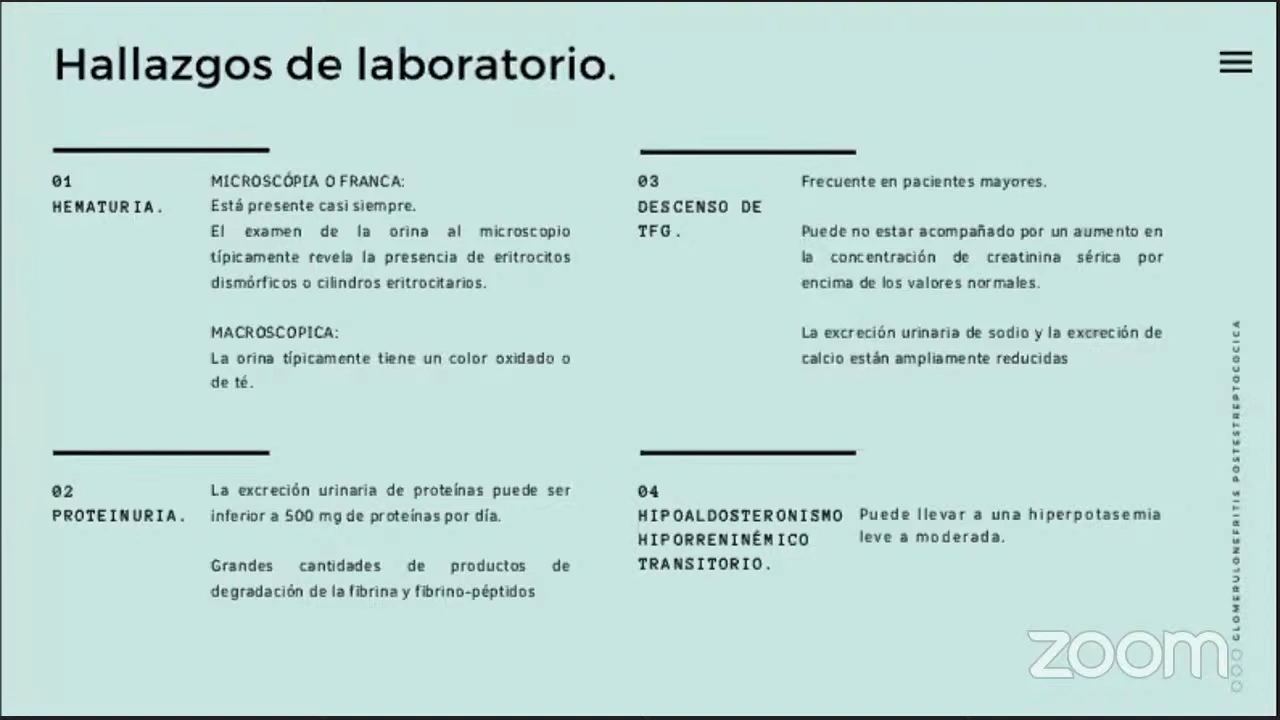 Hallazgos de laboratorio.
01
HEMATURIA.
MICROSCÓPIA O FRANCA:
Está presente casi siempre.
El examen de la orina al microscopio
típicamente revela la presencia de eritrocitos
dismórficos o cilindros eritrocitarios.
MACROSCOPICA:
La orina típicamente tiene un color oxidado o
de té.
02
PROTEINURIA.
La excreción urinaria de proteínas puede ser
inferior a 500 mg de proteínas por día.
Grandes cantidades de productos de
degradación de la fibrina y fibrino-péptidos
03
DESCENSO DE
TFG.
Frecuente en pacientes mayores.
Puede no estar acompañado por un aumento en
la concentración de creatinina sérica por
encima de los valores normales.
La excreción urinaria de sodio y la excreción de
calcio están ampliamente reducidas
04
HIPOALDOSTERONISMO
HIPORRENINÉMICO
TRANSITORIO.
Puede llevar a una hiperpotasemia
leve a moderada.
GLOMERULONEFRITIS POSTESTREPTOCOCICA
zoom